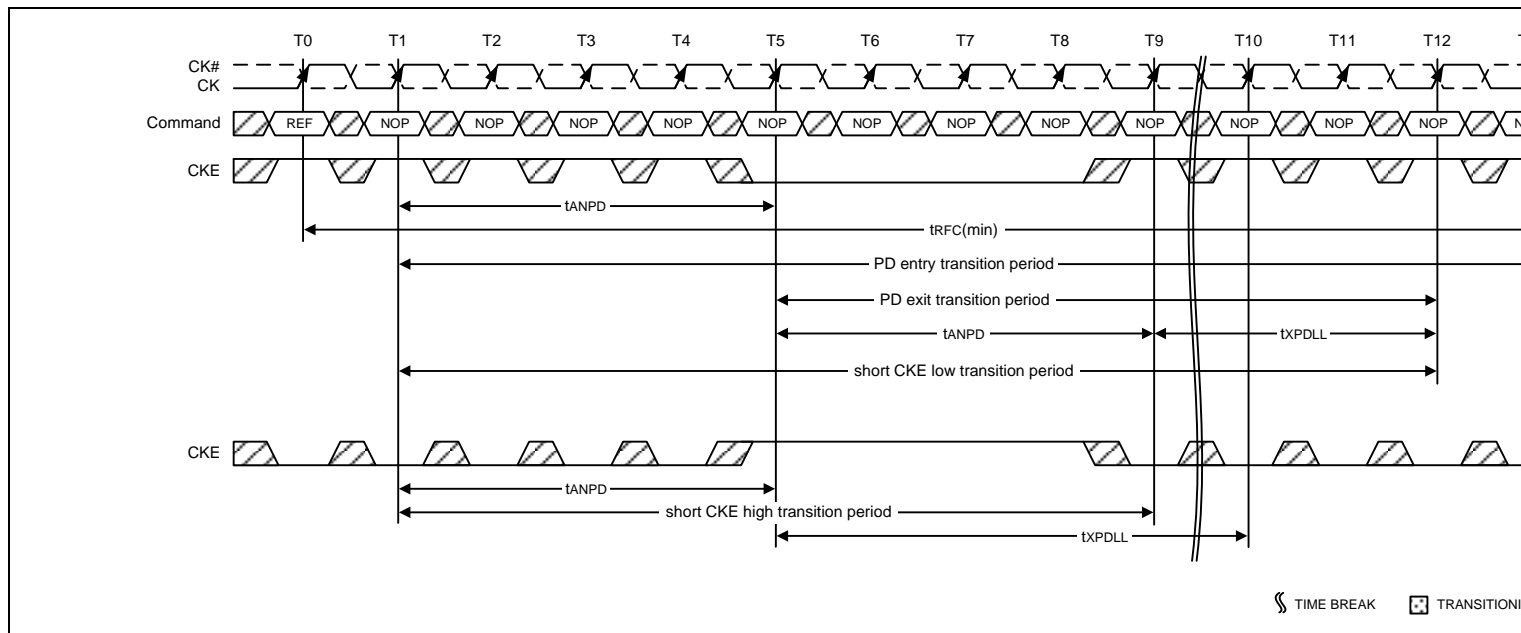 T0 T1 T2 T3 T4 T5 T6 T7 T8 T9 T10 T11 T12 T
CK#
CK
Command REF NOP NOP NOP NOP NOP NOP NOP NOP NOP NOP NOP NOP N
CKE
tANPD
tRFC(min)
PD entry transition period
PD exit transition period
tANPD tXPDLL
short CKE low transition period
CKE
tANPD
short CKE high transition period
tXPDLL
TIME BREAK TRANSITIONI